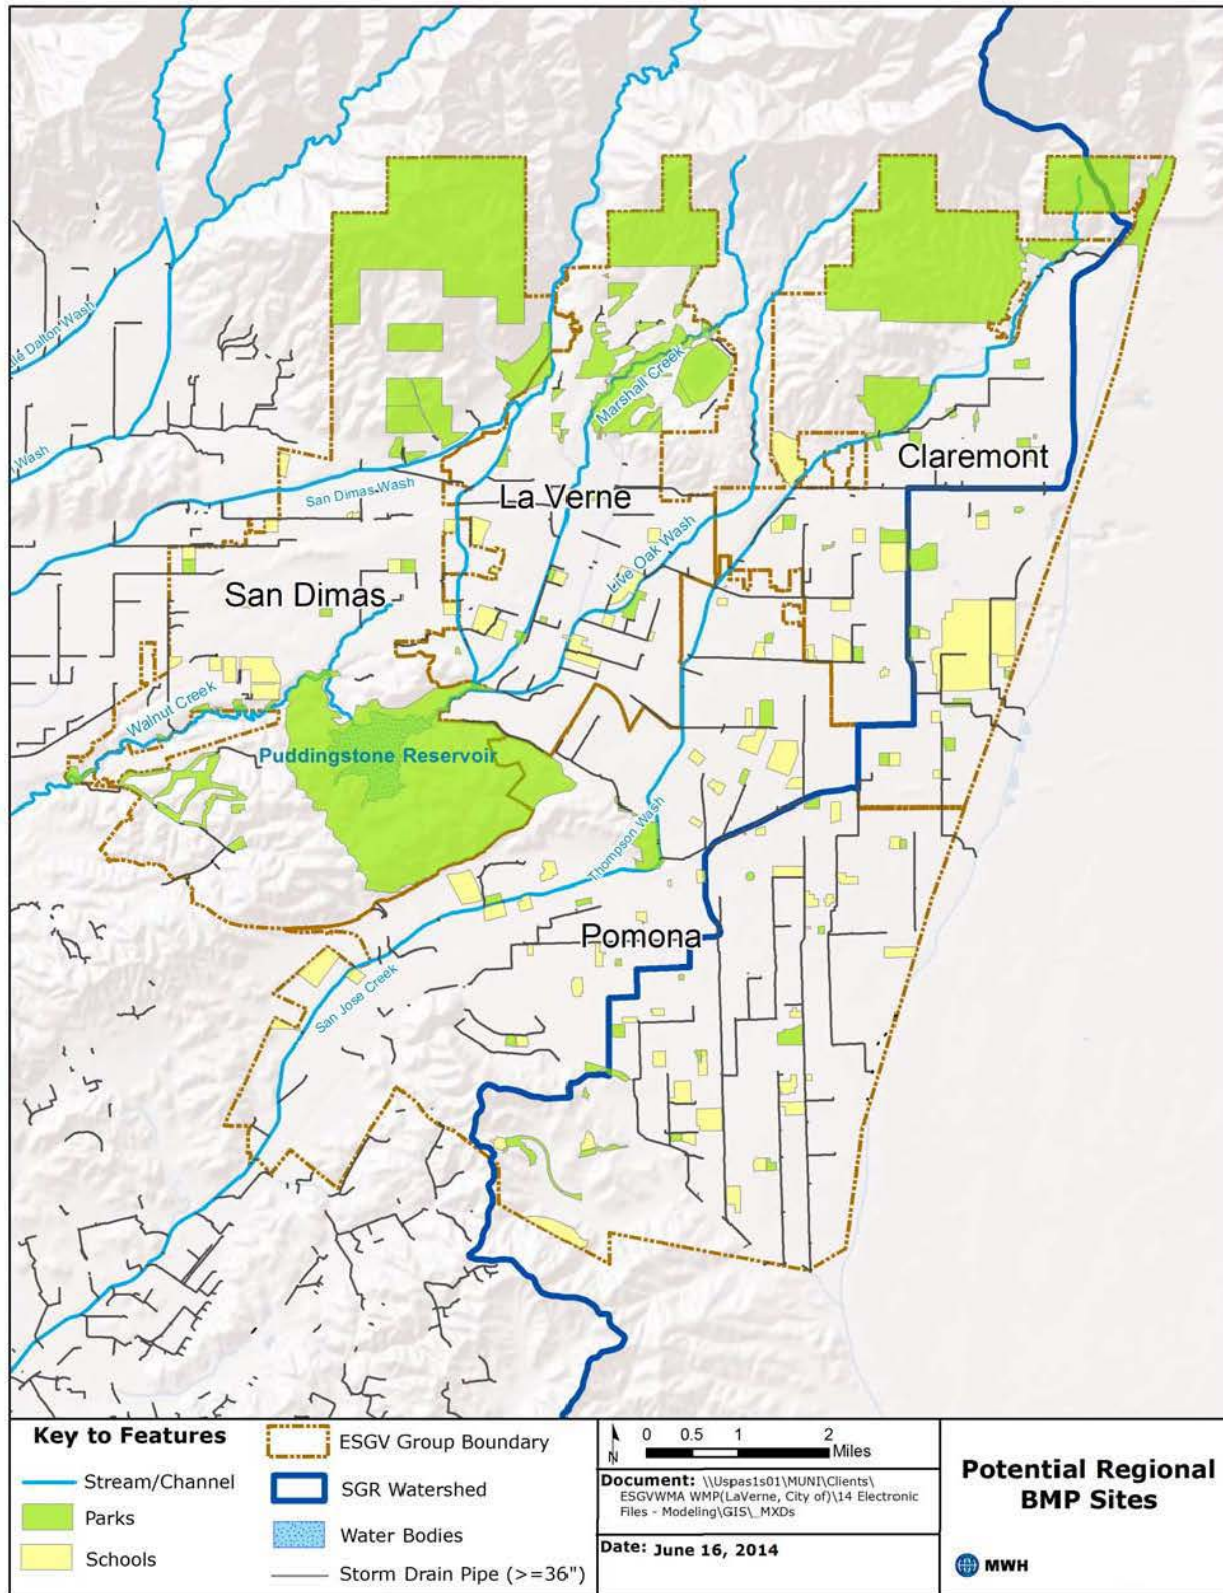 Little Dalton Wash
Marshall Creek
Claremont
Wash
San Dimas Wash
La Verne
Live Oak Wash
San Dimas
Walnut Creek
Puddingstone Reservoir
Thompson Wash
Pomona
San Jose Creek
Key to Features
Stream/Channel
Parks
Schools
ESGV Group Boundary
SGR Watershed
Water Bodies
Storm Drain Pipe (>=36")
N
0 0.5 1 2
Miles
Document: \\Uspas1s01\MUNI\Clients\
ESGVWMA WMP(LaVerne, City of)\14 Electronic
Files - Modeling\GIS\_MXDs
Date: June 16, 2014
Potential Regional
BMP Sites
MWH